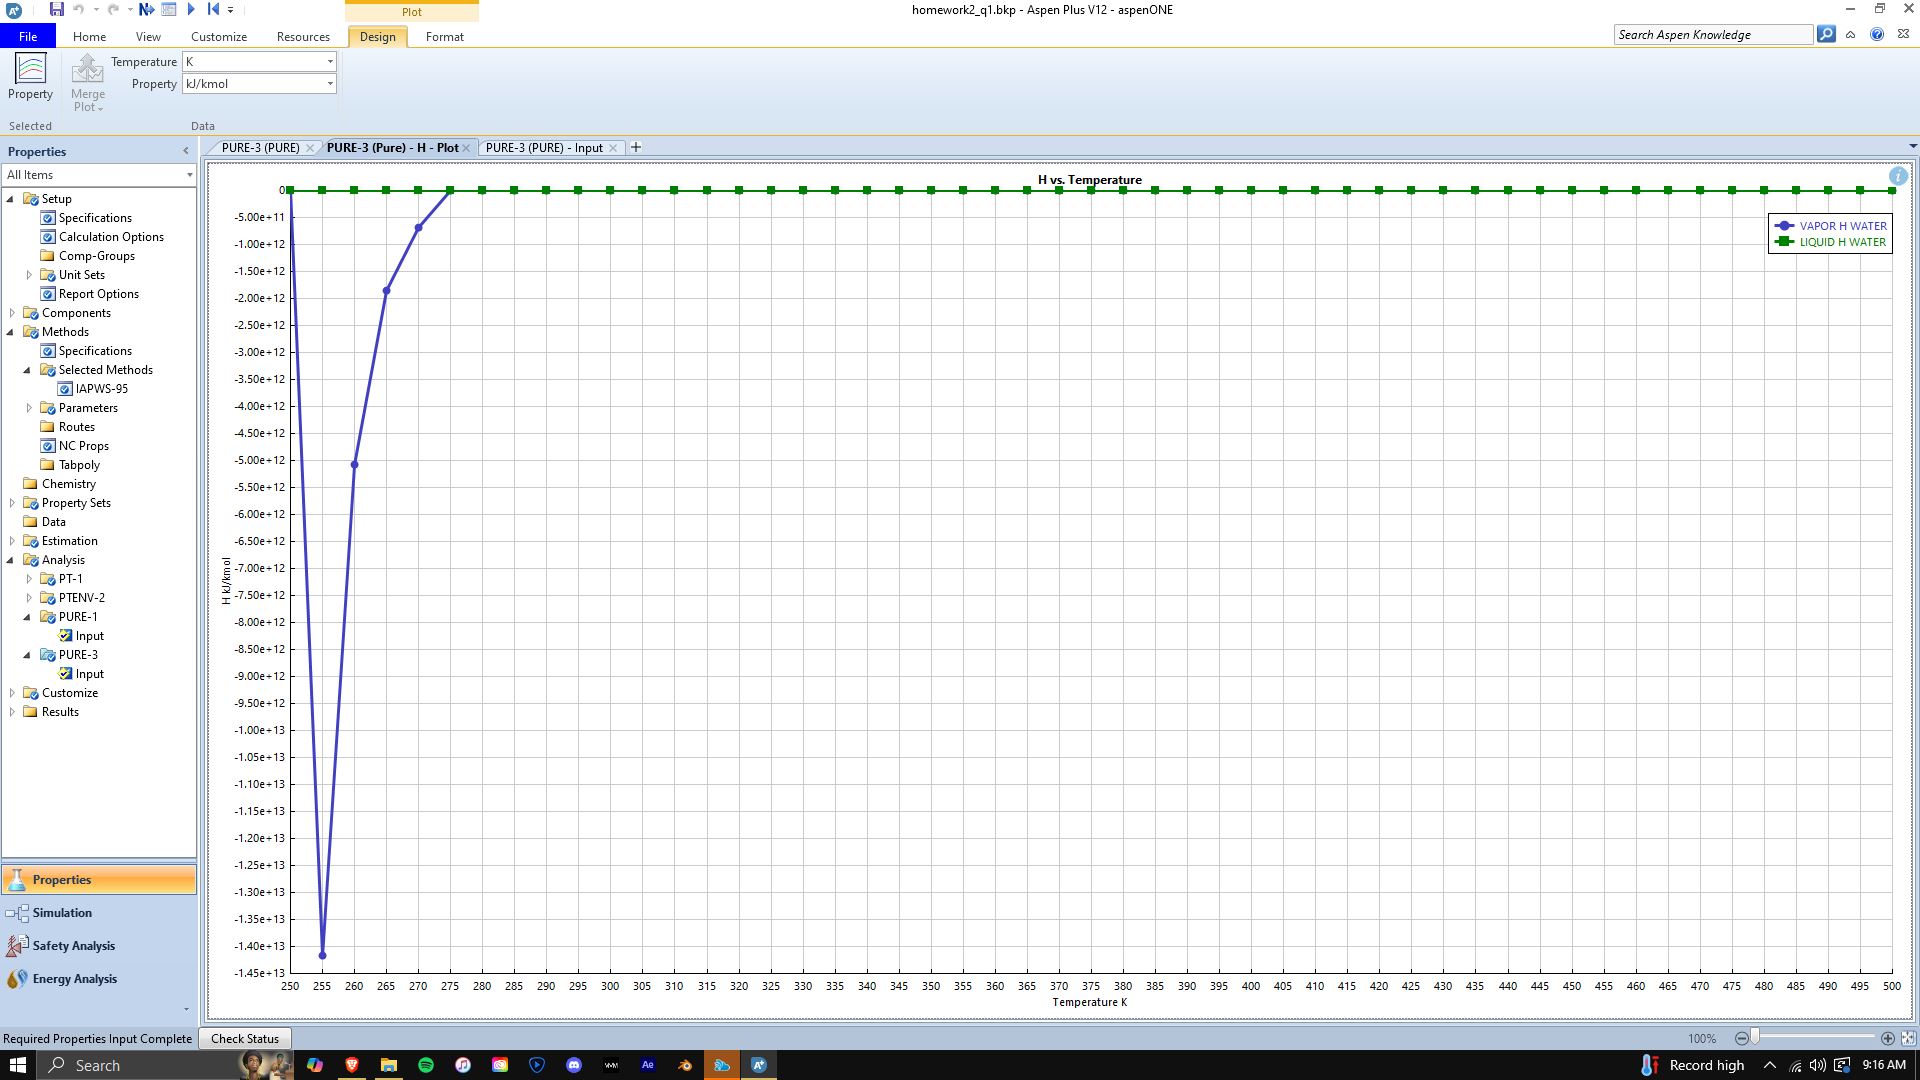 homework2_q1.bkp - Aspen Plus V12 - aspenONE
Plot
File Home View Customize Resources Design Format
Search Aspen Knowledge
Temperature K
Property kJ/kmol
Property
Merge Plot
Selected
Data
Properties
All Items
Setup
Specifications
Calculation Options
Comp-Groups
Unit Sets
Report Options
Components
Methods
Specifications
Selected Methods
IAPWS-95
Parameters
Routes
NC Props
Tabpoly
Chemistry
Property Sets
Data
Estimation
Analysis
PT-1
PTENV-2
PURE-1
Input
PURE-3
Input
Customize
Results
Properties
Simulation
Safety Analysis
Energy Analysis
PURE-3 (PURE) PURE-3 (Pure) - H - Plot PURE-3 (PURE) - Input
H vs. Temperature
VAPOR H WATER
LIQUID H WATER
0
-5.00e+11
-1.00e+12
-1.50e+12
-2.00e+12
-2.50e+12
-3.00e+12
-3.50e+12
-4.00e+12
-4.50e+12
-5.00e+12
-5.50e+12
-6.00e+12
-6.50e+12
-7.00e+12
-7.50e+12
-8.00e+12
-8.50e+12
-9.00e+12
-9.50e+12
-1.00e+13
-1.05e+13
-1.10e+13
-1.15e+13
-1.20e+13
-1.25e+13
-1.30e+13
-1.35e+13
-1.40e+13
-1.45e+13
H kJ/kmol
250 255 260 265 270 275 280 285 290 295 300 305 310 315 320 325 330 335 340 345 350 355 360 365 370 375 380 385 390 395 400 405 410 415 420 425 430 435 440 445 450 455 460 465 470 475 480 485 490 495 500
Temperature K
Required Properties Input Complete Check Status
100%
Search
Ae
Record high
9:16 AM